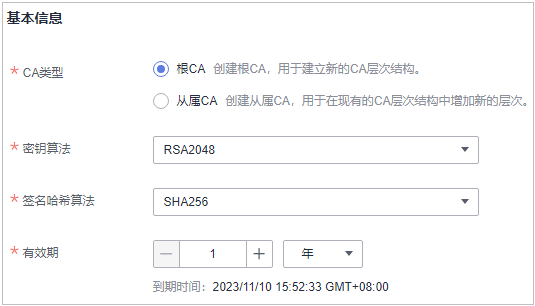 基本信息
* CA类型 根CA 创建根CA，用于建立新的CA层次结构。
从属CA 创建从属CA，用于在现有的CA层次结构中增加新的层次。
* 密钥算法 RSA2048
* 签名哈希算法 SHA256
* 有效期 — 1 + 年
到期时间：2023/11/10 15:52:33 GMT+08:00